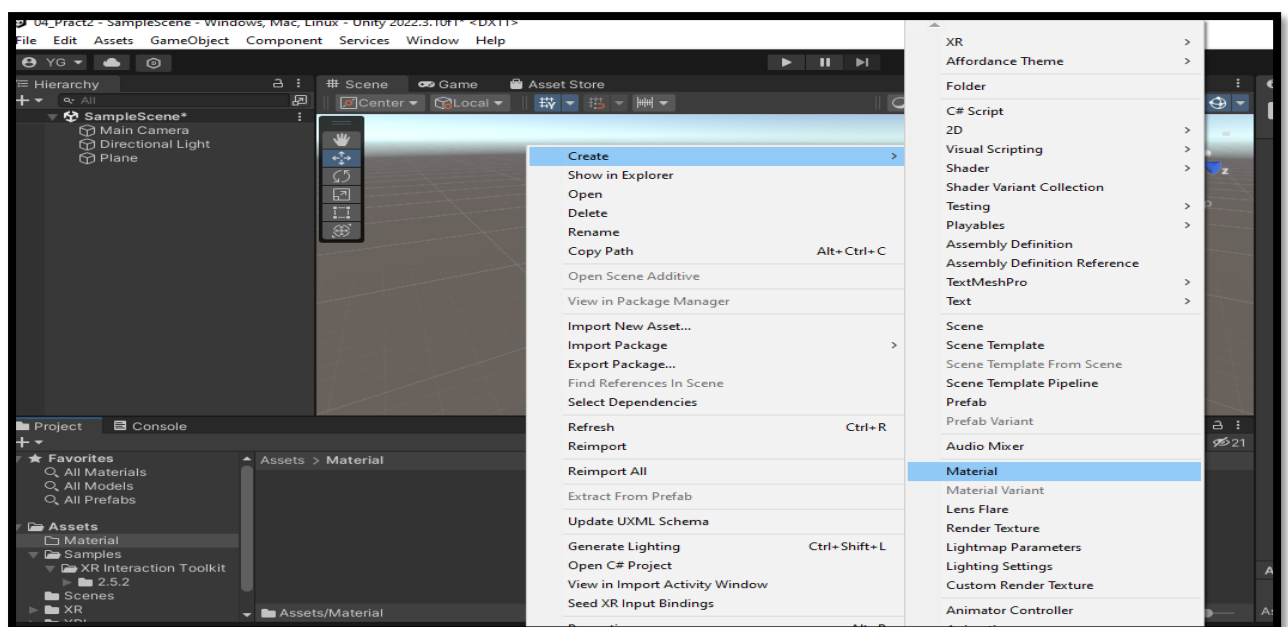 04_Pract2 - SampleScene - Windows, Mac, Linux - Unity 2022.3.10f1* <DX11>
File Edit Assets GameObject Component Services Window Help
YG
Hierarchy
# Scene Game Asset Store
All
Center Local
SampleScene*
Main Camera
Directional Light
Plane
z
Create >
Show in Explorer
Open
Delete
Rename
Copy Path Alt+Ctrl+C
Open Scene Additive
View in Package Manager
Import New Asset...
Import Package >
Export Package...
Find References In Scene
Select Dependencies
Refresh Ctrl+R
Reimport
Reimport All
Extract From Prefab
Update UXML Schema
Generate Lighting Ctrl+Shift+L
Open C# Project
View in Import Activity Window
Seed XR Input Bindings
XR >
Affordance Theme >
Folder
C# Script
2D >
Visual Scripting >
Shader >
Shader Variant Collection
Testing >
Playables >
Assembly Definition
Assembly Definition Reference
TextMeshPro >
Text >
Scene
Scene Template
Scene Template From Scene
Scene Template Pipeline
Prefab
Prefab Variant
Audio Mixer
Material
Material Variant
Lens Flare
Render Texture
Lightmap Parameters
Lighting Settings
Custom Render Texture
Animator Controller
Project Console
21
Favorites
All Materials
All Models
All Prefabs
Assets
Material
Samples
XR Interaction Toolkit
2.5.2
Scenes
XR
Assets > Material
Assets/Material